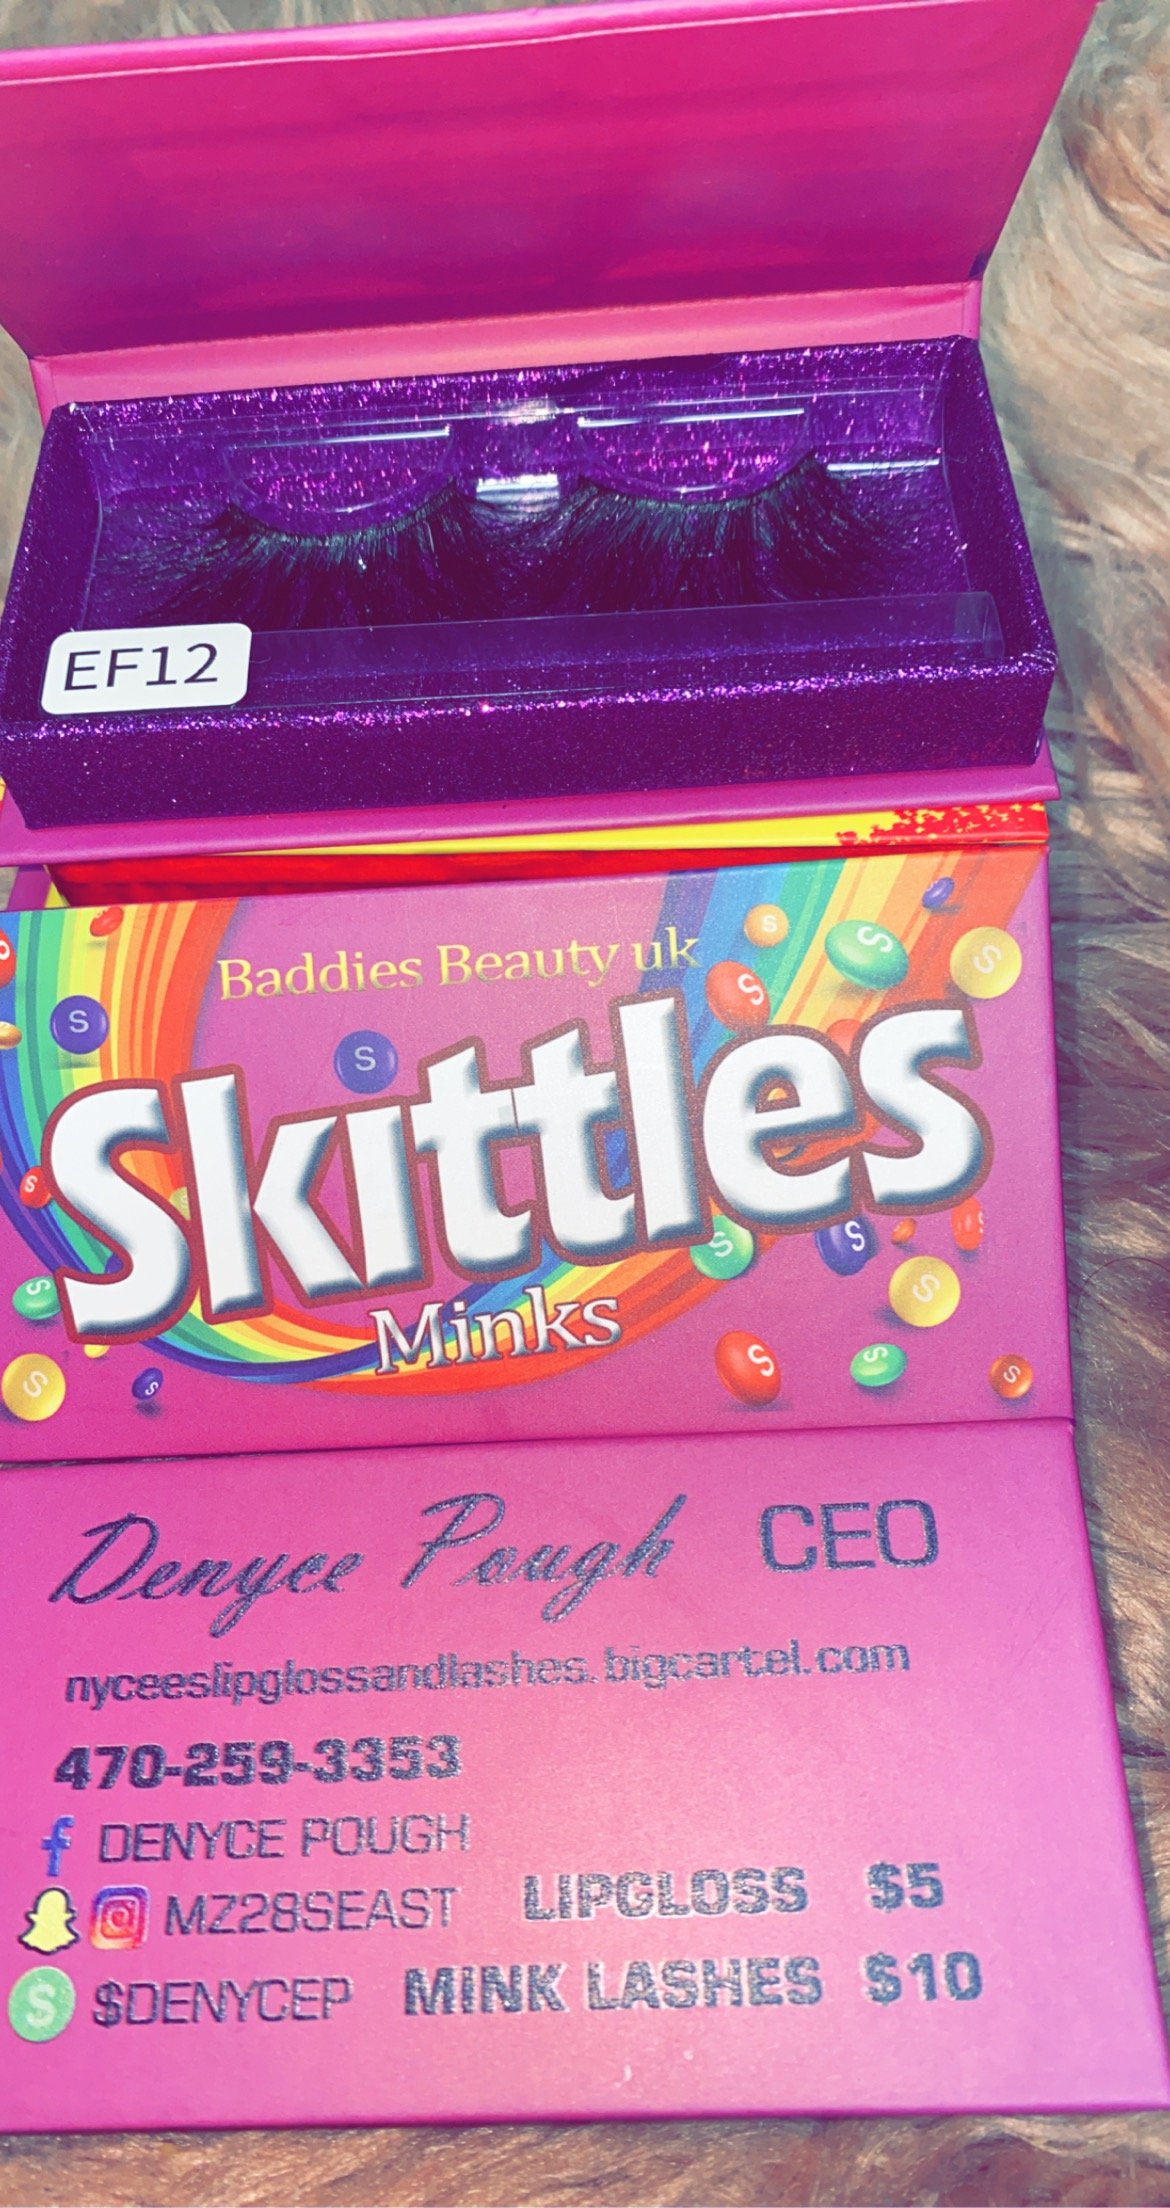 EF12
Baddies Beauty uk
Skittles
Minks
Denyce Pough CEO
nyceeslipglossandlashes.bigcartel.com
470-259-3353
DENYCE POUGH
MZ28SEAST
LIPGLOSS $5
$DENYCEP
MINK LASHES $10